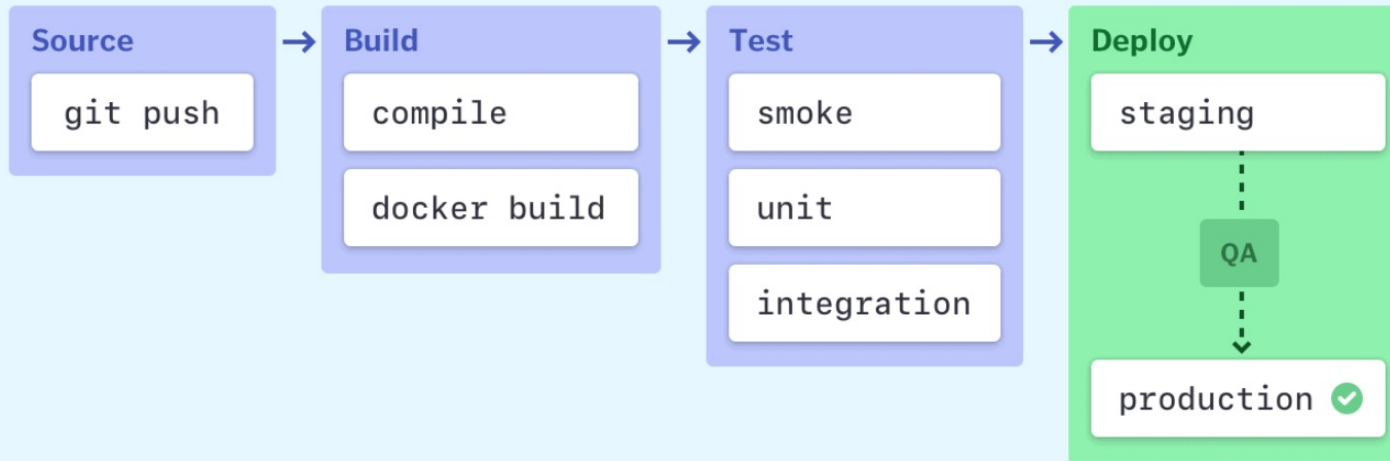 Source
git push
Build
compile
docker build
Test
smoke
unit
integration
Deploy
staging
QA
production